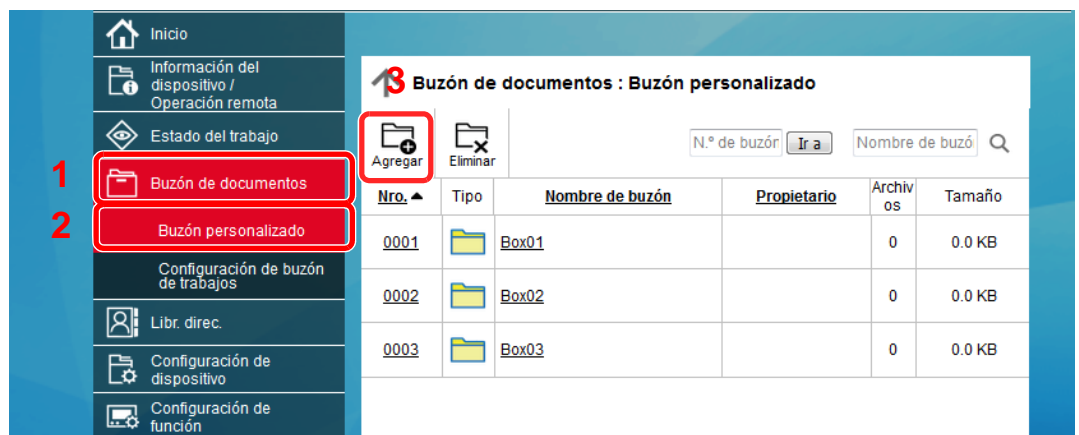 Inicio
Información del
dispositivo /
Operación remota
Estado del trabajo
1
Buzón de documentos
2
Buzón personalizado
Configuración de buzón
de trabajos
Libr. direc.
Configuración de
dispositivo
Configuración de
función
3
Buzón de documentos : Buzón personalizado
Agregar Eliminar N.º de buzón Ir a Nombre de buzó
Nro. Tipo Nombre de buzón Propietario Archiv
os Tamaño
0001 Box01 0 0.0 KB
0002 Box02 0 0.0 KB
0003 Box03 0 0.0 KB